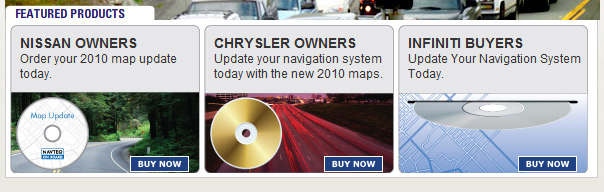 FEATURED PRODUCTS
NISSAN OWNERS
Order your 2010 map update
today.
Map Update
NAVTEQ
ON BOARD
BUY NOW
CHRYSLER OWNERS
Update your navigation system
today with the new 2010 maps.
BUY NOW
INFINITI BUYERS
Update Your Navigation System
Today.
BUY NOW